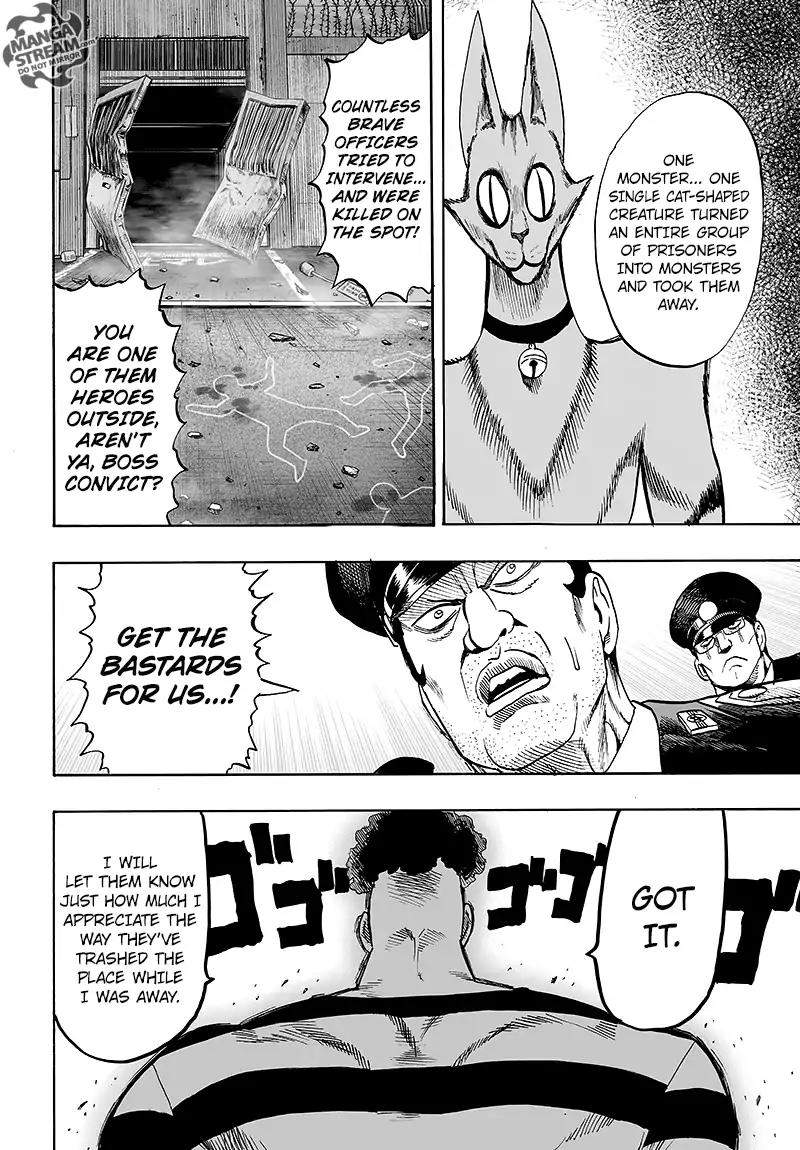 MANGA
STREAM.COM
DO NOT MIRROR
ONE
MONSTER... ONE
SINGLE CAT-SHAPED
CREATURE TURNED
AN ENTIRE GROUP
OF PRISONERS
INTO MONSTERS
AND TOOK THEM
AWAY.
COUNTLESS
BRAVE
OFFICERS
TRIED TO
INTERVENE...
AND WERE
KILLED ON
THE SPOT!
YOU
ARE ONE
OF THEM
HEROES
OUTSIDE,
AREN'T
YA, BOSS
CONVICT?
GET THE
BASTARDS
FOR US...!
GOT
IT.
ゴゴゴ
ゴゴゴ
I WILL
LET THEM KNOW
JUST HOW MUCH I
APPRECIATE THE
WAY THEY'VE
TRASHED THE
PLACE WHILE
I WAS AWAY.